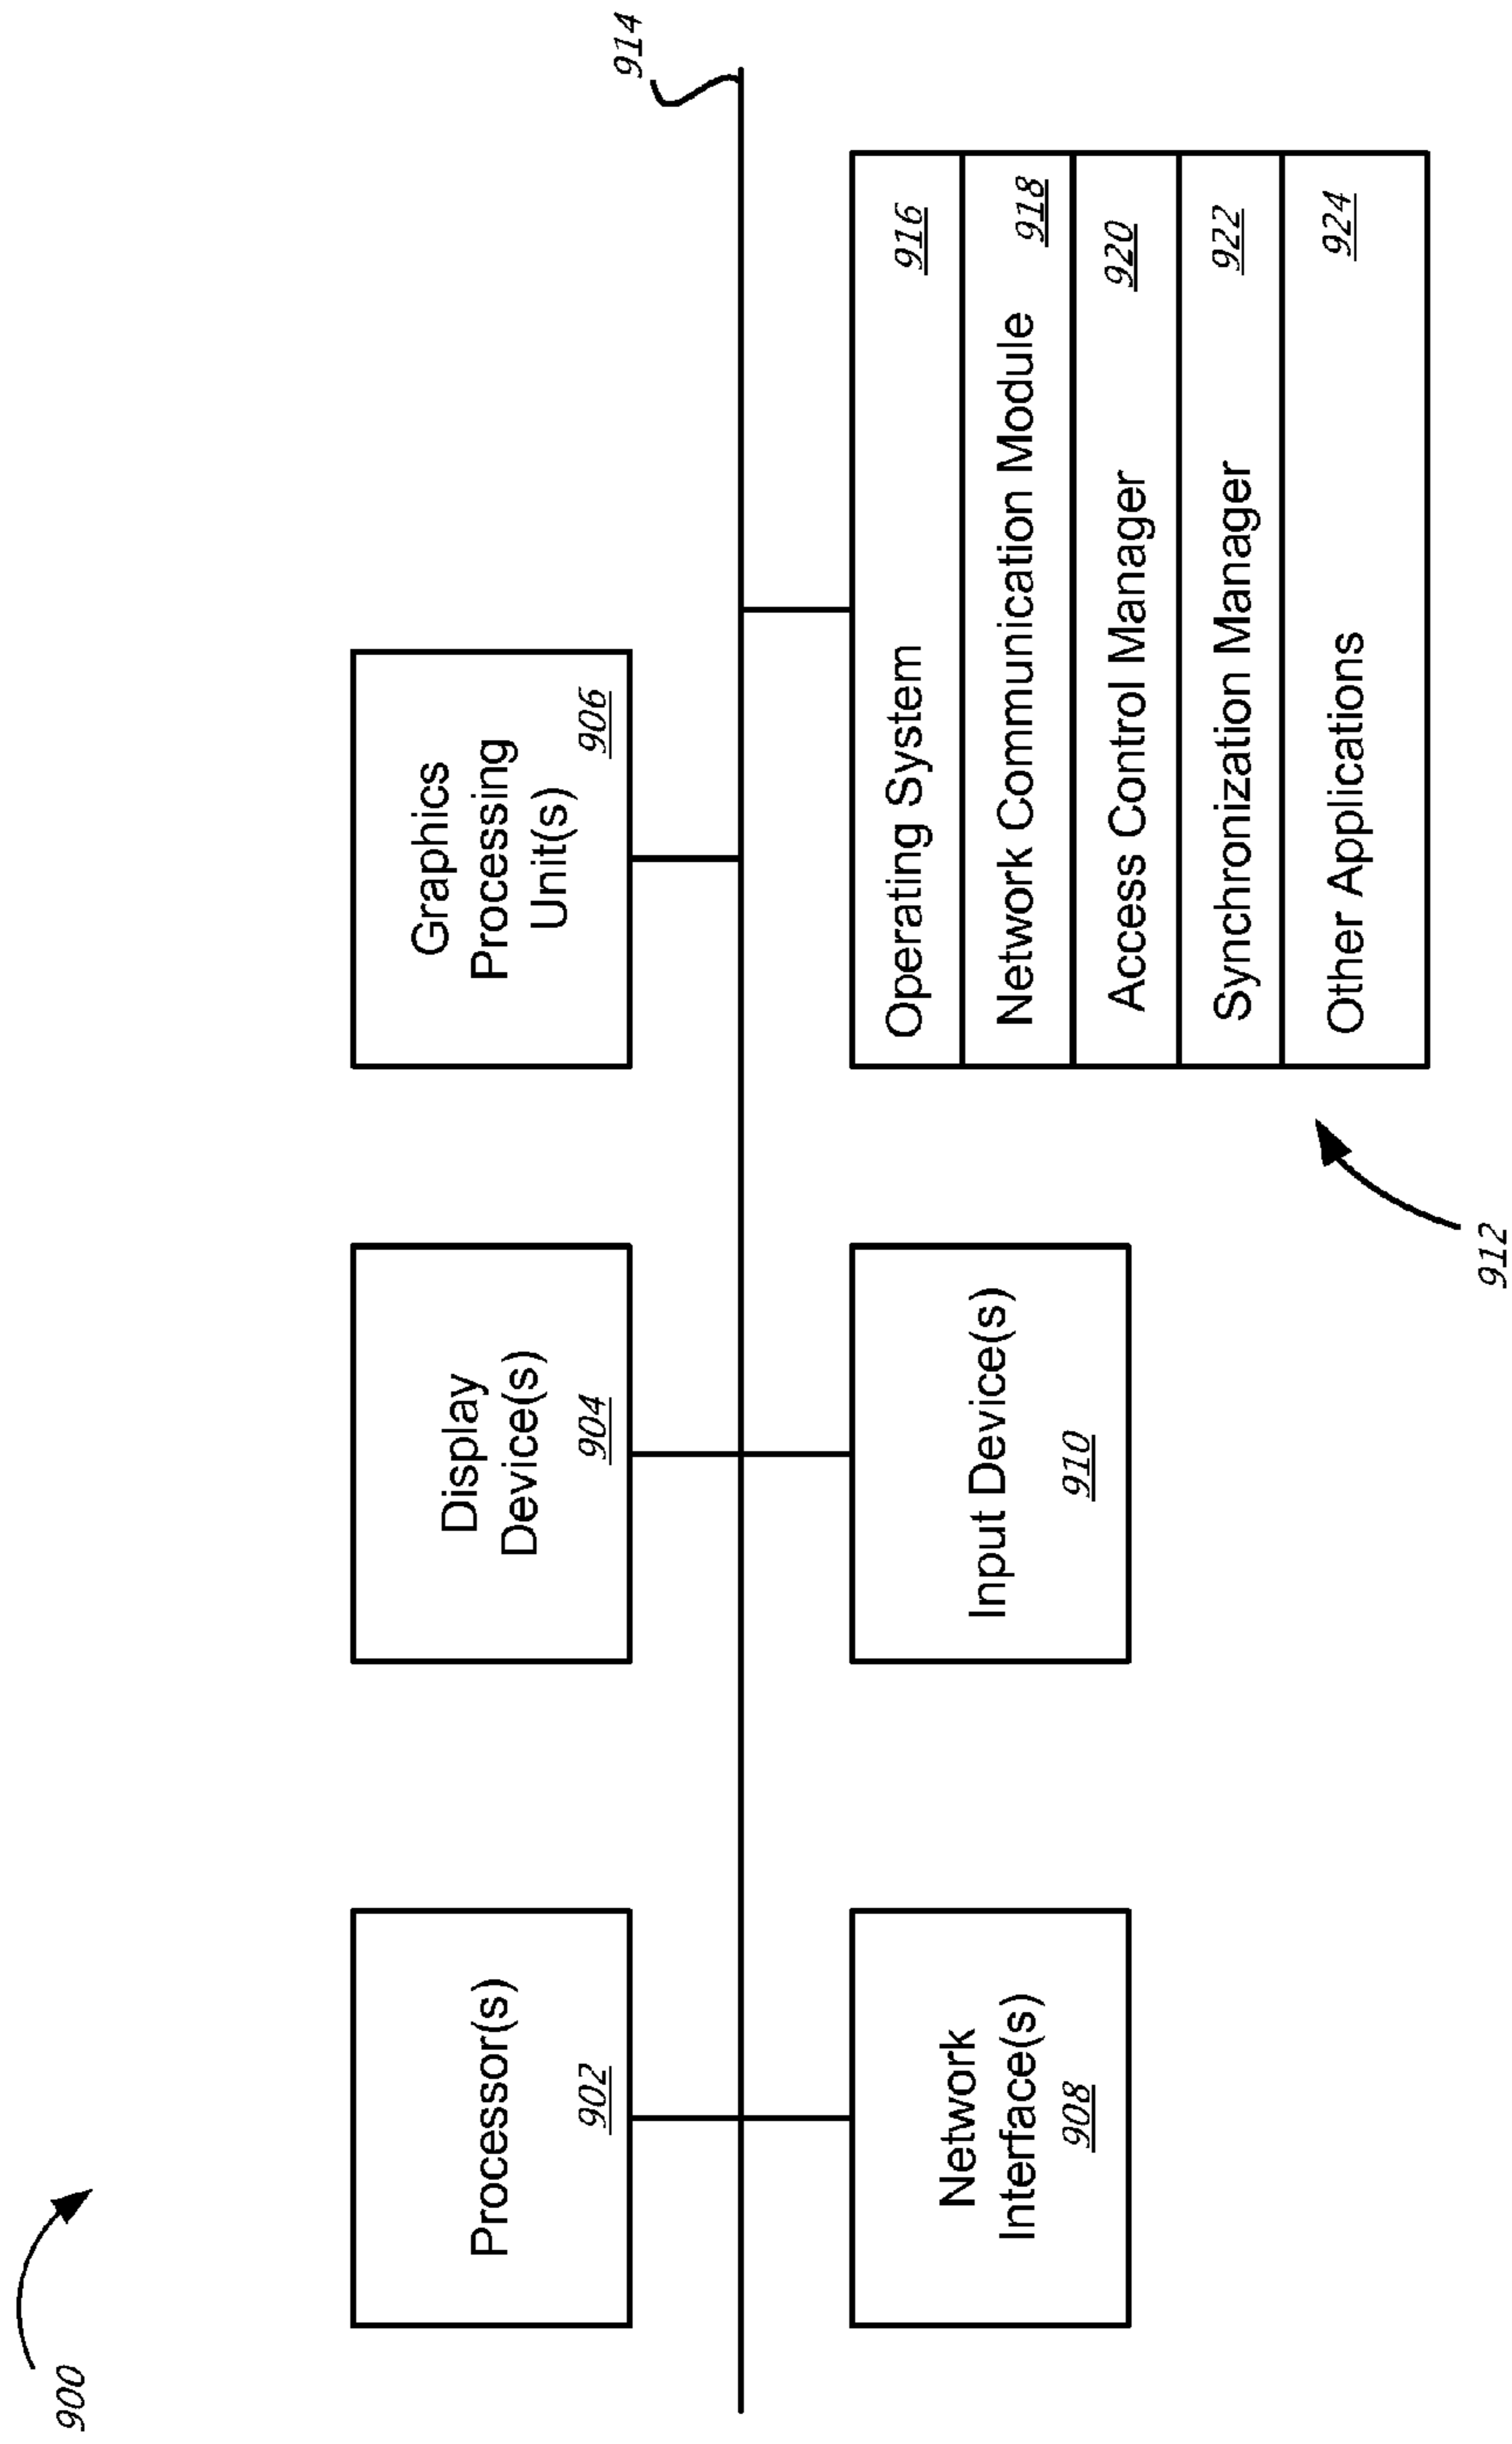 900
914
Processor(s)
902
Display
Device(s)
904
Graphics
Processing
Unit(s)
906
Network
Interface(s)
908
Input Device(s)
910
Operating System 916
Network Communication Module 918
Access Control Manager 920
Synchronization Manager 922
Other Applications 924
912